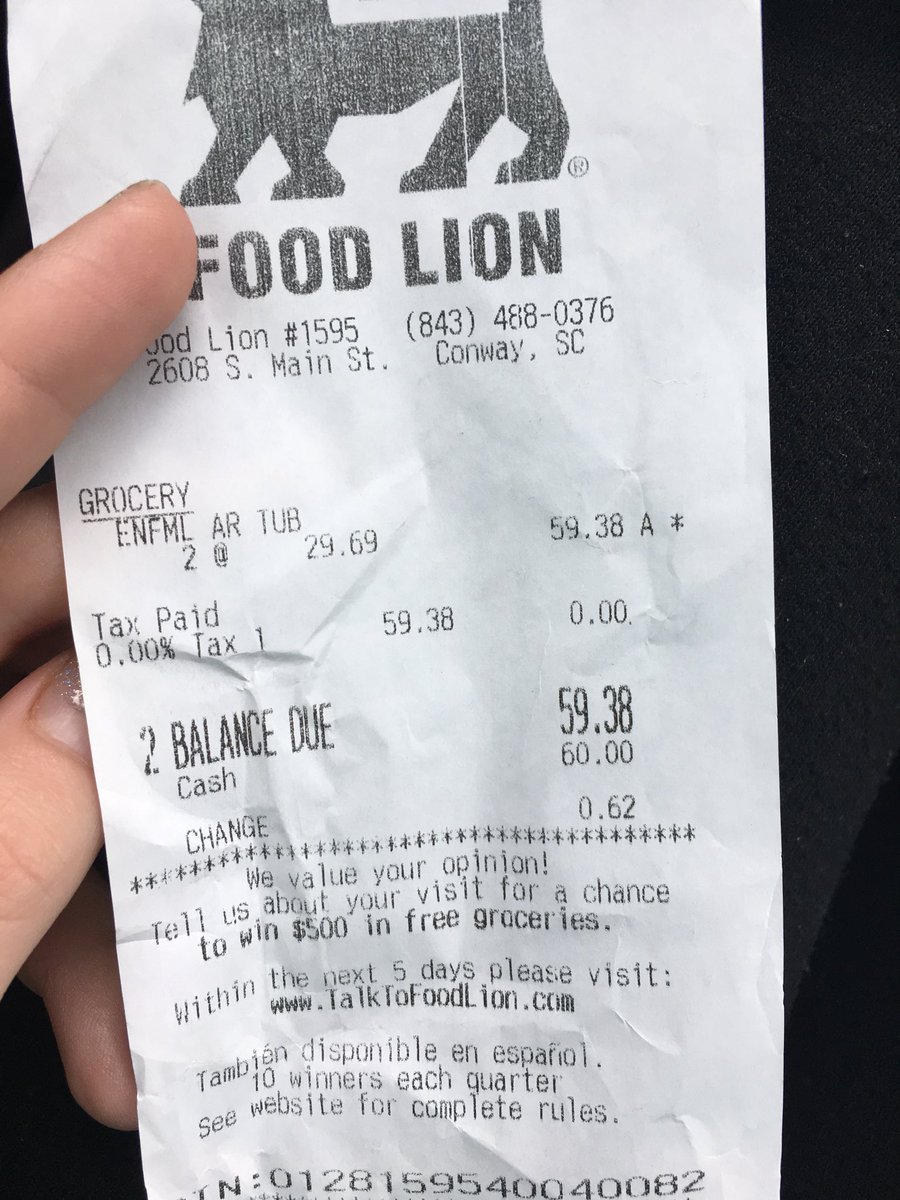 FOOD LION
Lion #1595 (843) 488-0376
2608 S. Main St. Conway, SC
GROCERY
ENFML AR TUB 59.38 A *
2 @ 29.69
Tax Paid 59.38 0.00
0.00% Tax 1
2 BALANCE DUE 59.38
Cash 60.00
CHANGE 0.62
****************************************
We value your opinion!
Tell us about your visit for a chance
to win $500 in free groceries.
Within the next 5 days please visit:
www.TalkToFoodLion.com
También disponible en español.
10 winners each quarter
See website for complete rules.
0128159540040082